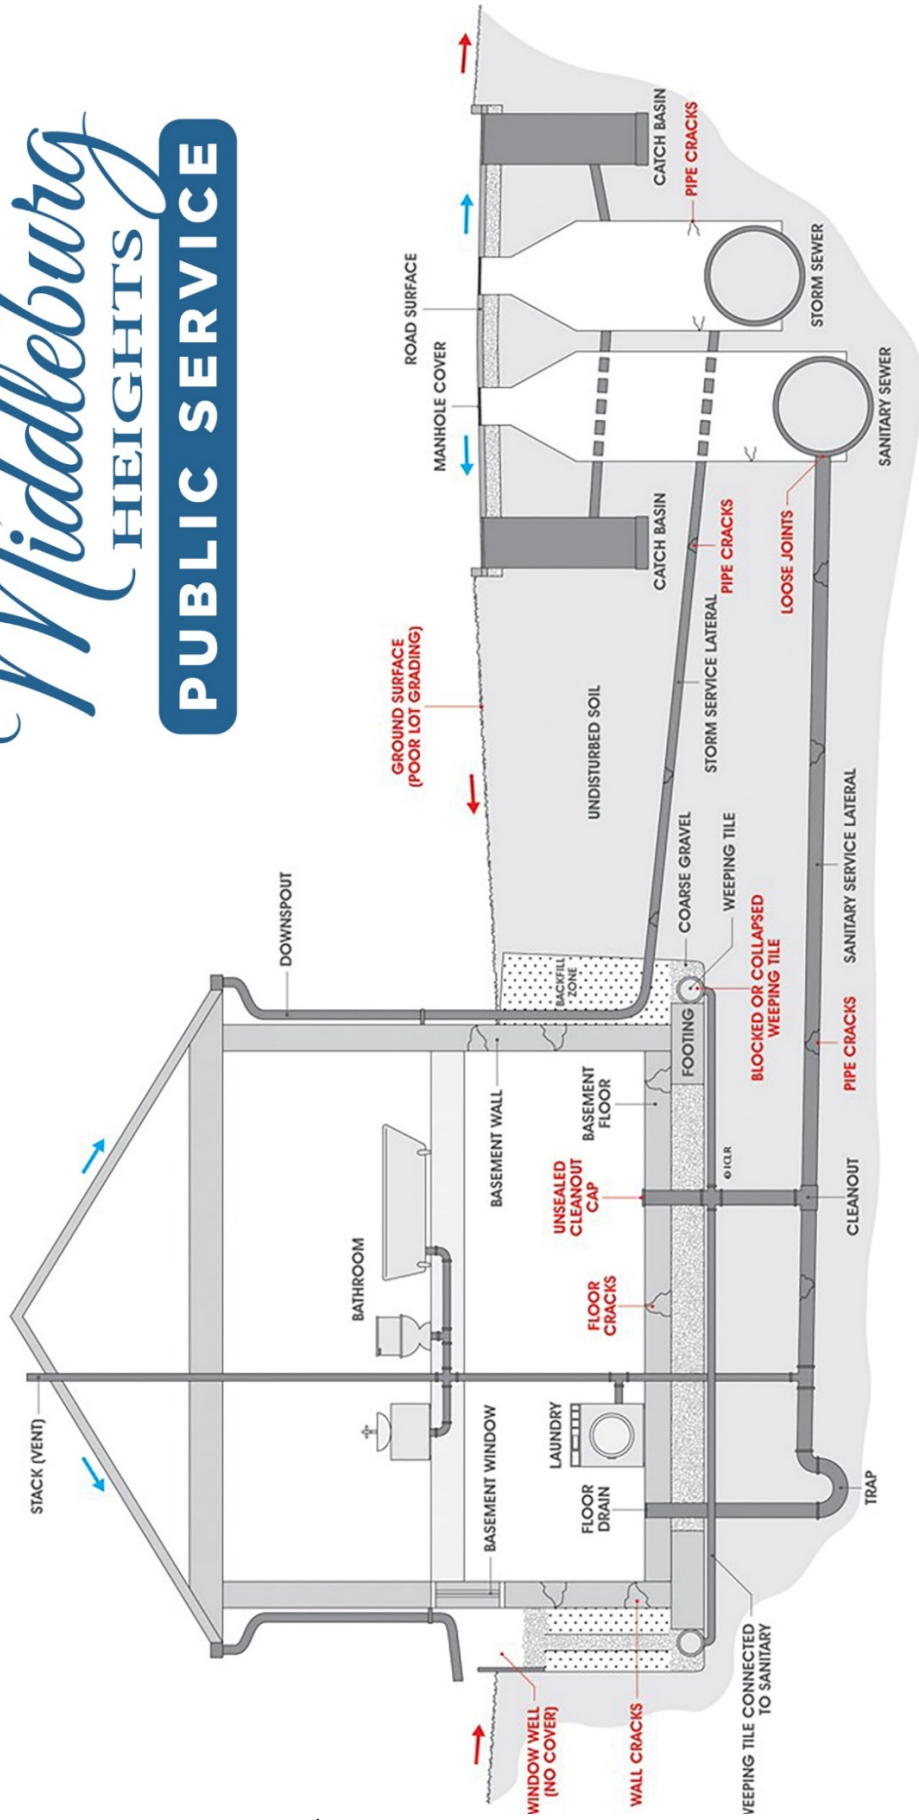 Middleburg
HEIGHTS
PUBLIC SERVICE
STACK (VENT)
DOWNSPOUT
BATHROOM
BASEMENT WINDOW
BASEMENT WALL
LAUNDRY
FLOOR
DRAIN
FLOOR
CRACKS
UNSEALED
CLEANOUT
CAP
BASEMENT
FLOOR
BACKFILL
ZONE
FOOTING
WINDOW WELL
(NO COVER)
WALL CRACKS
WEEPING TILE CONNECTED
TO SANITARY
TRAP
CLEANOUT
©ICLR
PIPE CRACKS
BLOCKED OR COLLAPSED
WEEPING TILE
WEEPING TILE
COARSE GRAVEL
SANITARY SERVICE LATERAL
STORM SERVICE LATERAL
UNDISTURBED SOIL
GROUND SURFACE
(POOR LOT GRADING)
MANHOLE COVER
ROAD SURFACE
CATCH BASIN
PIPE CRACKS
LOOSE JOINTS
SANITARY SEWER
STORM SEWER
CATCH BASIN
PIPE CRACKS